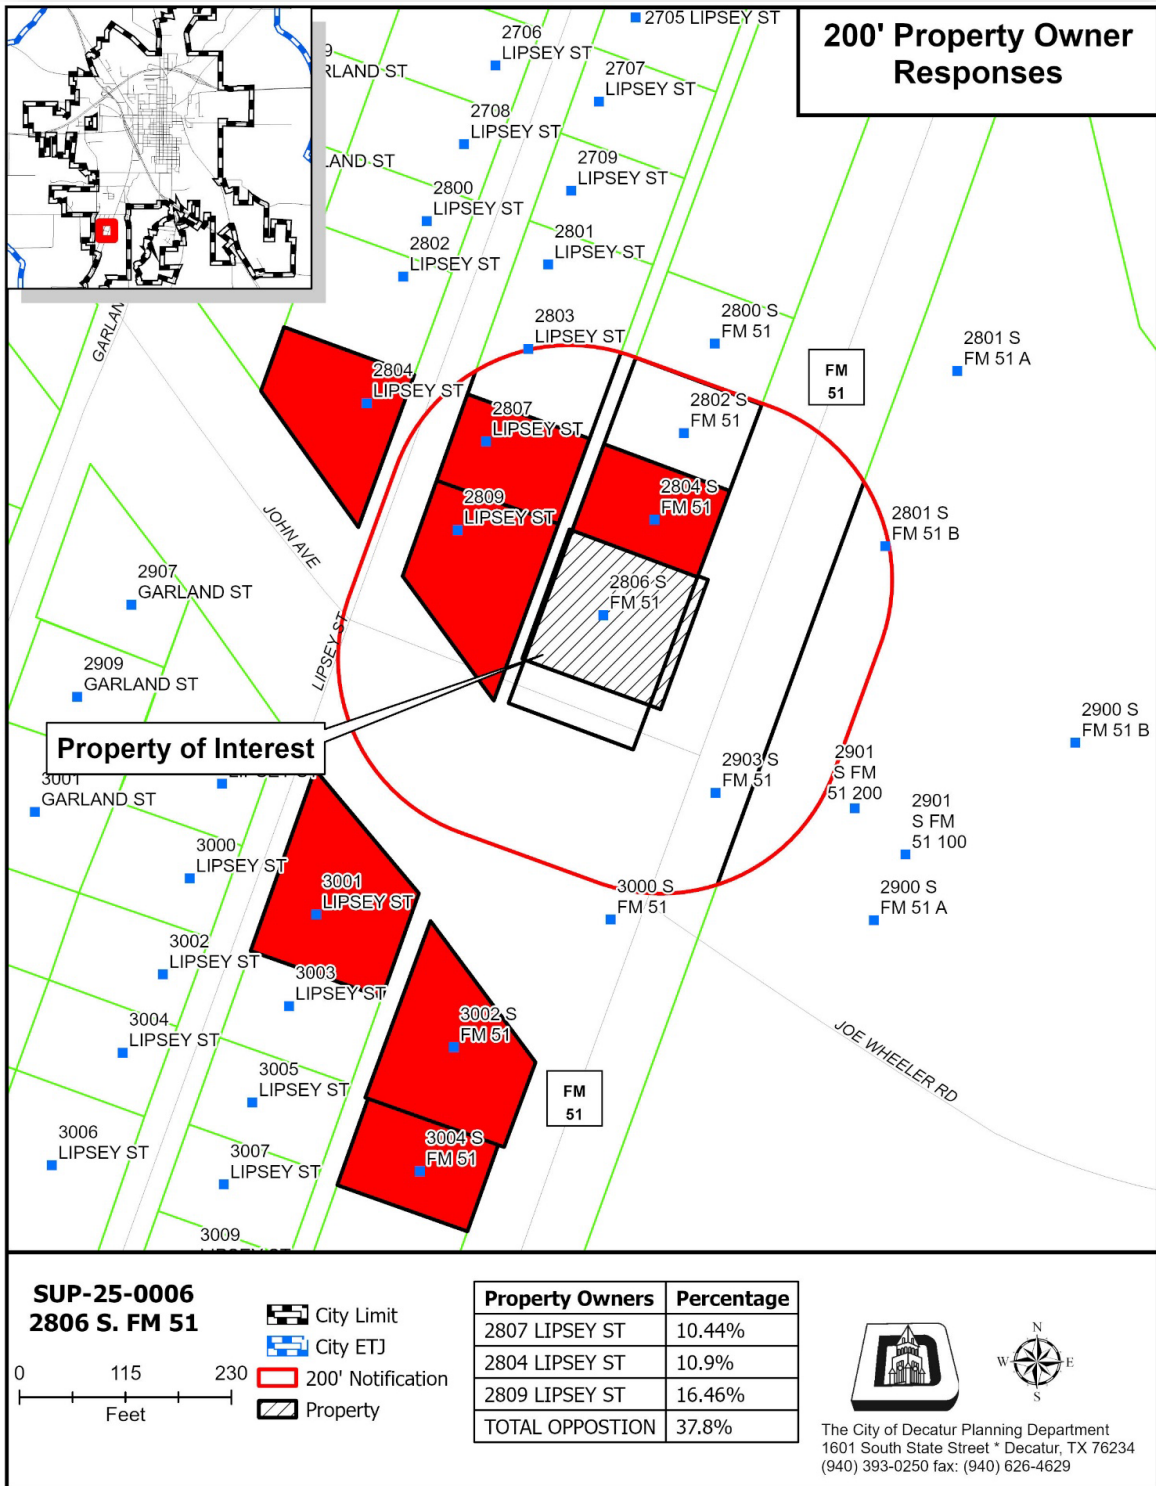 200' Property Owner
Responses
2705 LIPSEY ST
2706
LIPSEY ST
RLAND ST
2707
LIPSEY ST
2708
LIPSEY ST
LAND ST
2709
LIPSEY ST
2800
LIPSEY ST
2801
LIPSEY ST
2802
LIPSEY ST
2803
LIPSEY ST
2800 S
FM 51
2801 S
FM 51 A
GARLAN
FM
51
2804
LIPSEY ST
2802 S
FM 51
2807
LIPSEY ST
2809
LIPSEY ST
2804 S
FM 51
2801 S
FM 51 B
JOHN AVE
2907
GARLAND ST
2806 S
FM 51
LIPSEY ST
2909
GARLAND ST
Property of Interest
2900 S
FM 51 B
2903 S
FM 51
2901
S FM
51 200
3001
GARLAND ST
LIPSEY ST
2901
S FM
51 100
3000
LIPSEY ST
3001
LIPSEY ST
3000 S
FM 51
2900 S
FM 51 A
3002
LIPSEY ST
3003
LIPSEY ST
3004
LIPSEY ST
3002 S
FM 51
JOE WHEELER RD
3005
LIPSEY ST
FM
51
3006
LIPSEY ST
3007
LIPSEY ST
3004 S
FM 51
3009
LIPSEY ST
SUP-25-0006
2806 S. FM 51
0 115 230
Feet
City Limit
City ETJ
200' Notification
Property
Property Owners Percentage
2807 LIPSEY ST 10.44%
2804 LIPSEY ST 10.9%
2809 LIPSEY ST 16.46%
TOTAL OPPOSTION 37.8%
D
N
W E
S
The City of Decatur Planning Department
1601 South State Street * Decatur, TX 76234
(940) 393-0250 fax: (940) 626-4629